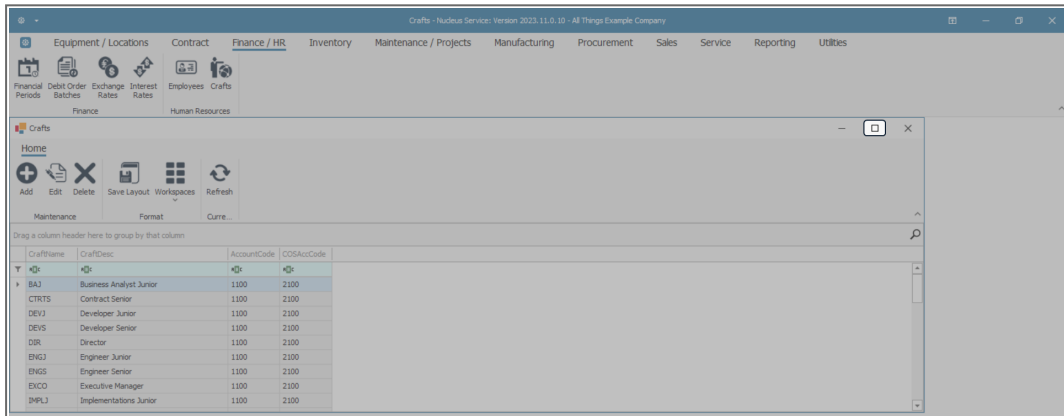 Crafts - Nucleus Service: Version 2023.11.0.10 - All Things Example Company
Equipment / Locations Contract Finance / HR Inventory Maintenance / Projects Manufacturing Procurement Sales Service Reporting Utilities
Financial Periods Debit Order Batches Exchange Rates Interest Rates Employees Crafts
Finance Human Resources
Crafts
Home
Add Edit Delete Save Layout Workspaces Refresh
Maintenance Format Curre...
Drag a column header here to group by that column
CraftName CraftDesc AccountCode COSAccCode
BAJ Business Analyst Junior 1100 2100
CTRTS Contract Senior 1100 2100
DEVJ Developer Junior 1100 2100
DEVS Developer Senior 1100 2100
DIR Director 1100 2100
ENGJ Engineer Junior 1100 2100
ENGS Engineer Senior 1100 2100
EXCO Executive Manager 1100 2100
IMPLJ Implementations Junior 1100 2100